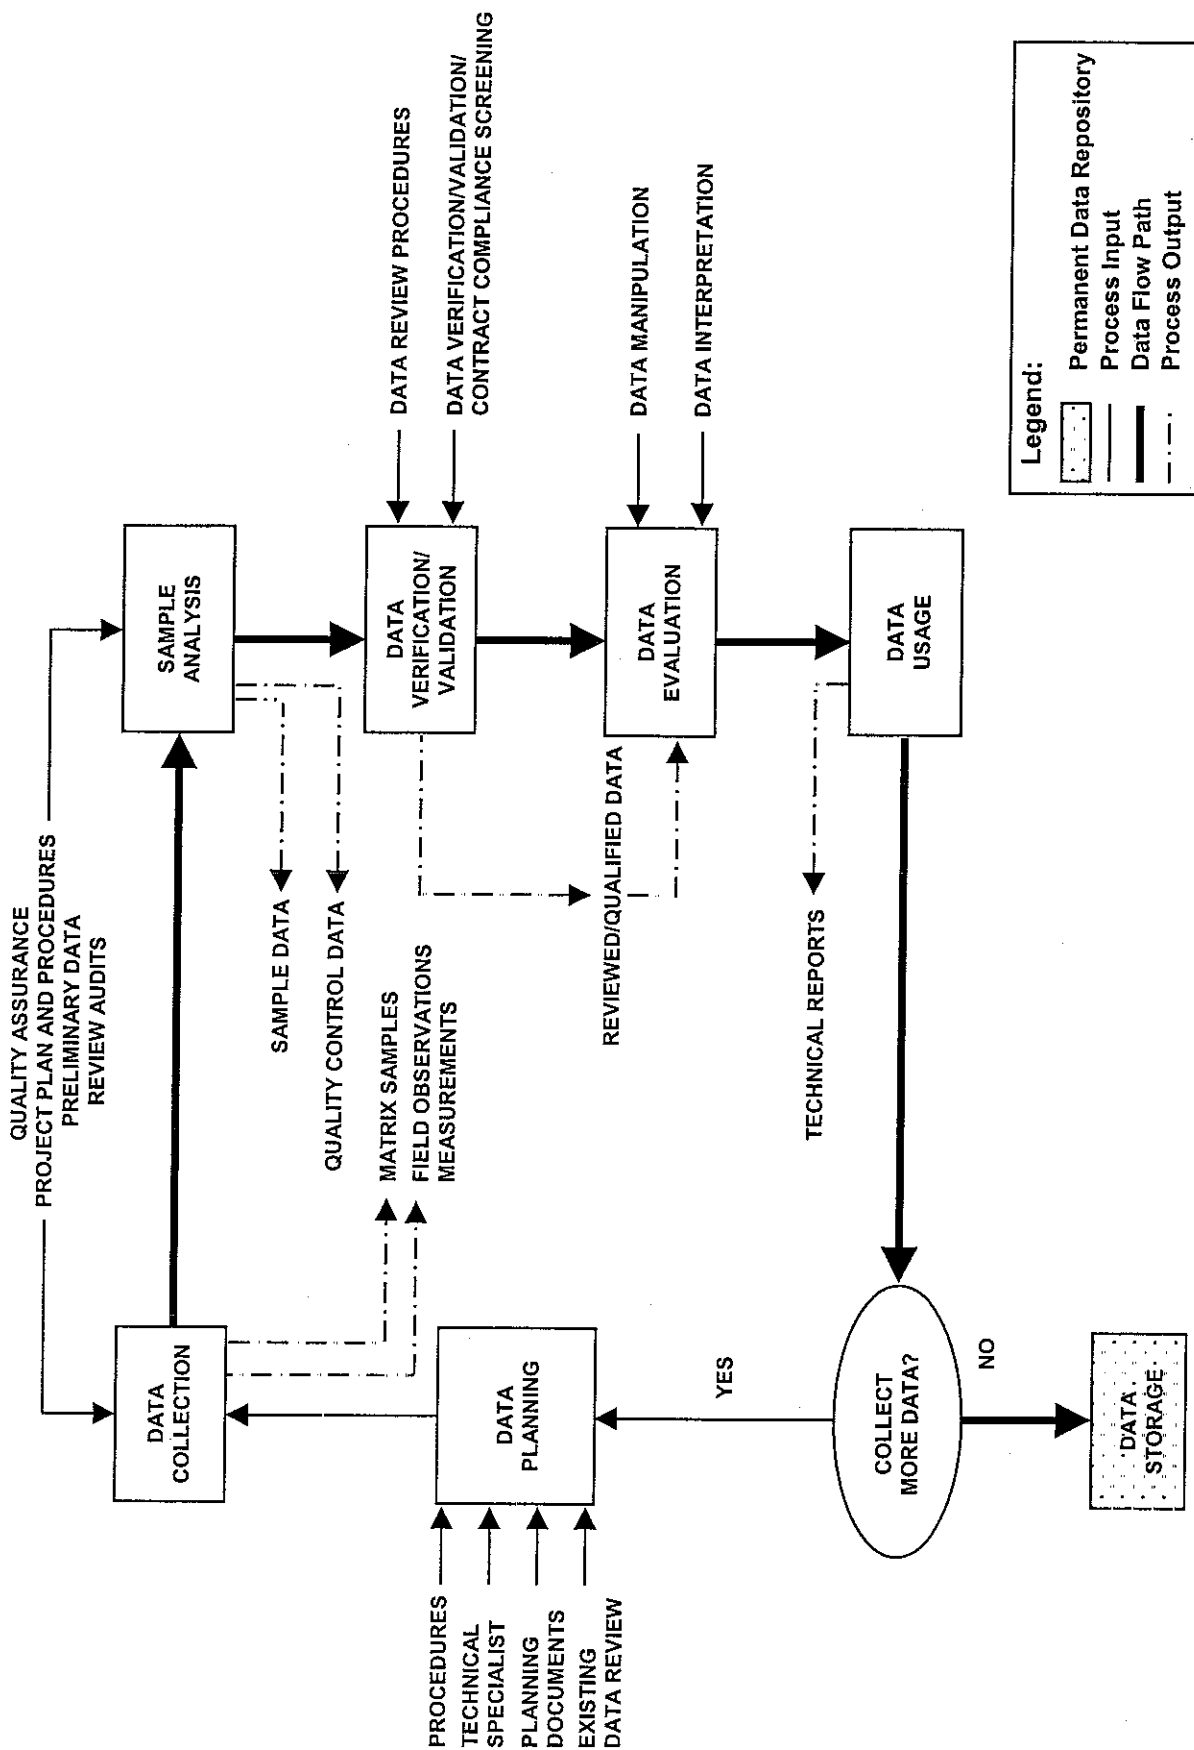 QUALITY ASSURANCE
PROJECT PLAN AND PROCEDURES
PRELIMINARY DATA
REVIEW AUDITS
DATA
COLLECTION
SAMPLE
ANALYSIS
SAMPLE DATA
QUALITY CONTROL DATA
MATRIX SAMPLES
FIELD OBSERVATIONS
MEASUREMENTS
DATA REVIEW PROCEDURES
DATA VERIFICATION/VALIDATION/
CONTRACT COMPLIANCE SCREENING
DATA
VERIFICATION/
VALIDATION
PROCEDURES
TECHNICAL
SPECIALIST
PLANNING
DOCUMENTS
EXISTING
DATA REVIEW
DATA
PLANNING
REVIEWED/QUALIFIED DATA
DATA
EVALUATION
DATA MANIPULATION
DATA INTERPRETATION
YES
TECHNICAL REPORTS
DATA
USAGE
COLLECT
MORE DATA?
NO
DATA
STORAGE
Legend:
Permanent Data Repository
Process Input
Data Flow Path
Process Output